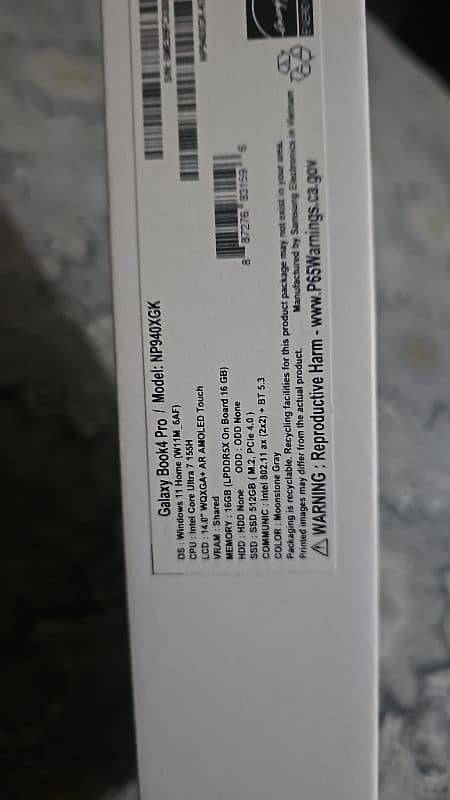 Galaxy Book4 Pro / Model: NP940XGK
OS : Windows 11 Home (W11M_6AF)
CPU : Intel Core Ultra 7 155H
LCD : 14.0" WQXGA+ AR AMOLED Touch
VRAM : Shared
MEMORY : 16GB (LPDDR5X On Board 16 GB)
HDD : HDD None ODD : ODD None
SSD : SSD 512GB ( M.2, PCIe 4.0 )
COMMUNIC : Intel 802.11 ax (2x2) + BT 5.3
COLOR : Moonstone Gray
Packaging is recyclable. Recycling facilities for this product package may not exist in your area.
Printed images may differ from the actual product. Manufactured by Samsung Electronics in Vietnam
WARNING : Reproductive Harm - www.P65Warnings.ca.gov
S/N:
8 87276 83159 6